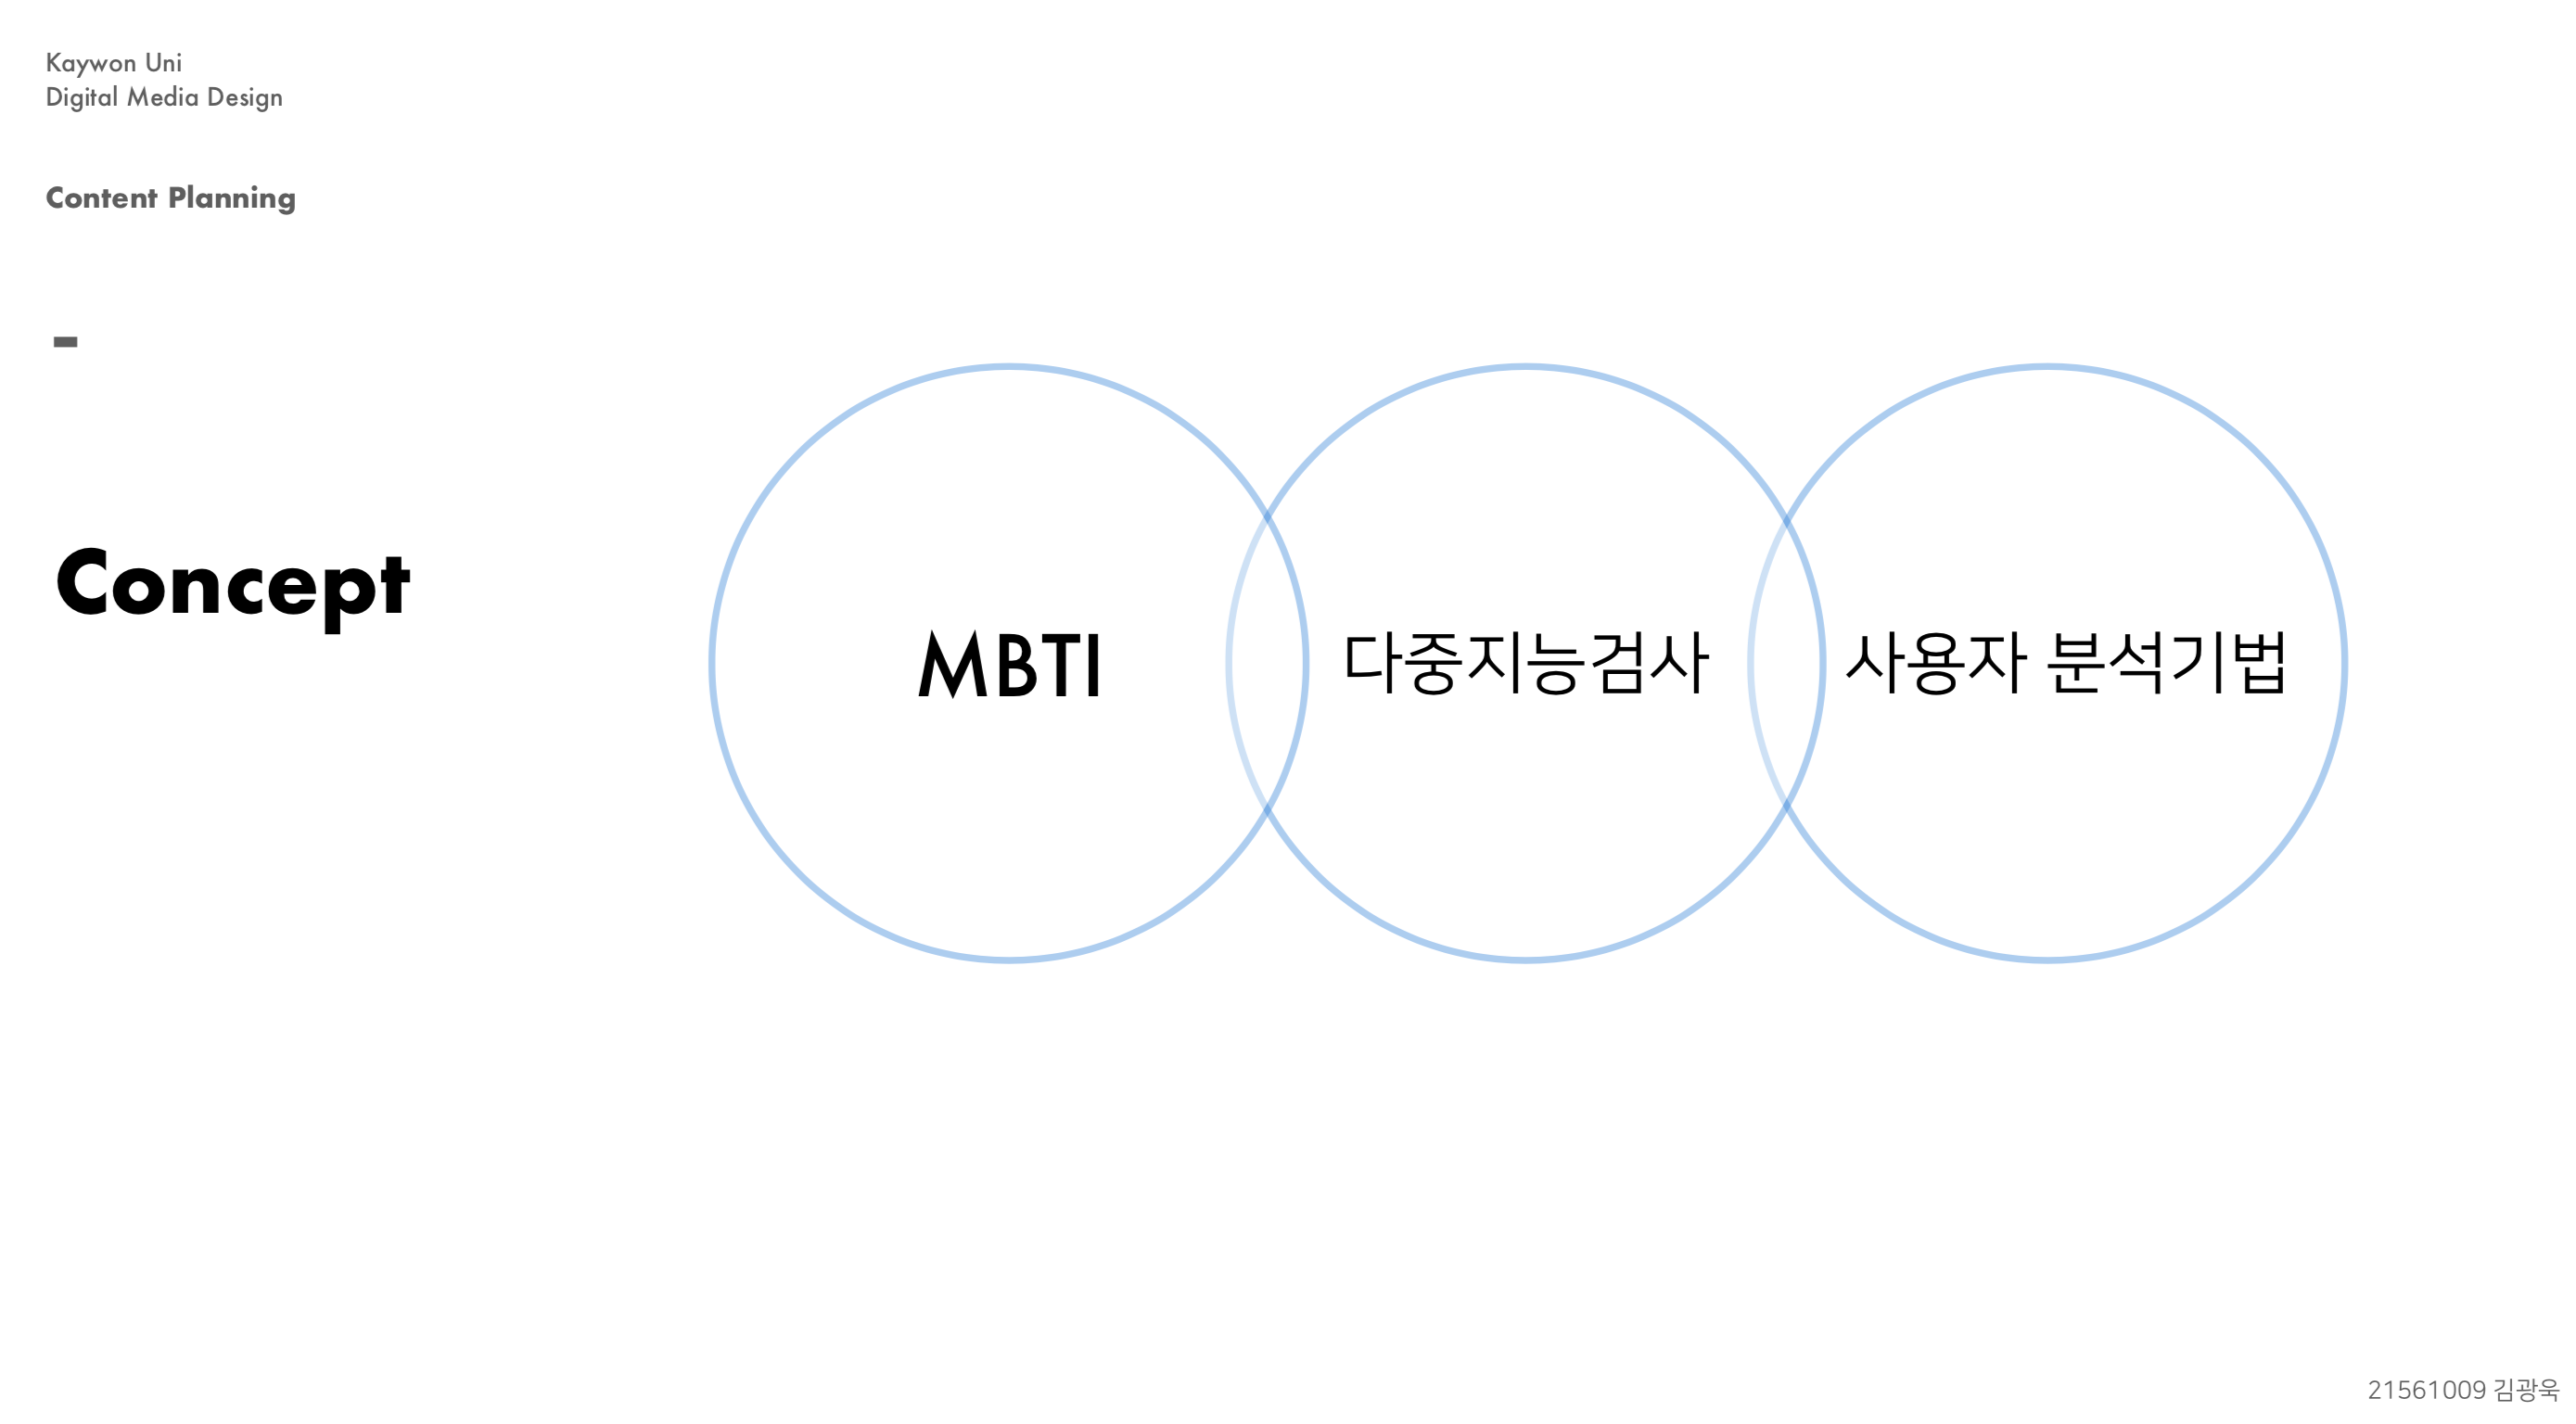 Kaywon Uni
Digital Media Design
Content Planning
-
Concept
MBTI
다중지능검사
사용자 분석기법
21561009 김광욱